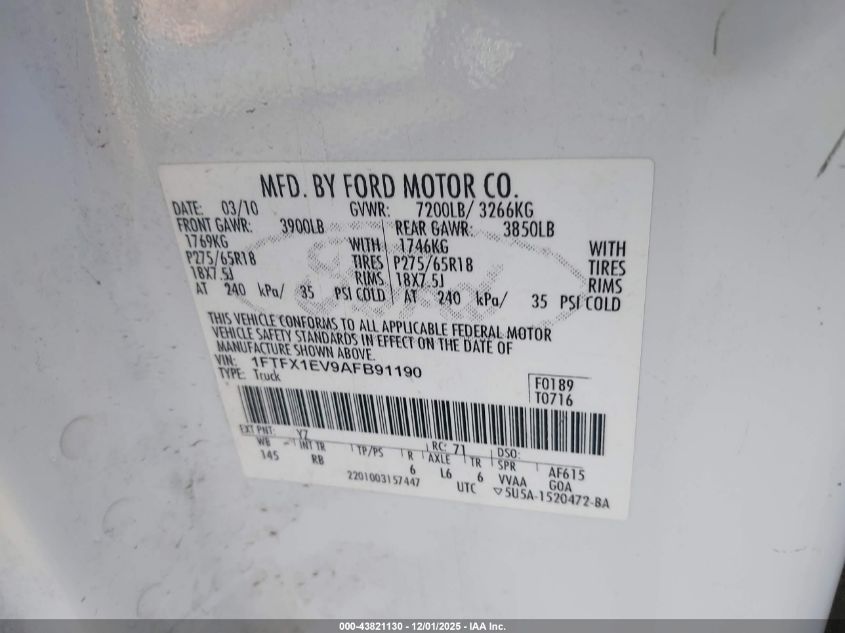 MFD. BY FORD MOTOR CO.
DATE: 03/10 GVWR: 7200LB/ 3266KG
FRONT GAWR: 3900LB REAR GAWR: 3850LB
1769KG WITH 1746KG WITH
P275/65R18 TIRES P275/65R18 TIRES
18X7.5J RIMS 18X7.5J RIMS
AT 240 kPa/ 35 PSI COLD AT 240 kPa/ 35 PSI COLD
THIS VEHICLE CONFORMS TO ALL APPLICABLE FEDERAL MOTOR
VEHICLE SAFETY STANDARDS IN EFFECT ON THE DATE OF
MANUFACTURE SHOWN ABOVE.
VIN: 1FTFX1EV9AFB91190
TYPE: Truck
F0189
T0716
EXT PNT: YZ RC: 71 DSO:
WB INT TR TP/PS R AXLE TR SPR AF615
145 RB 6 L6 6 VVAA GOA
2201003157447 UTC ▽5U5A-1520472-BA
Ford
000-43821130 - 12/01/2025 - IAA Inc.